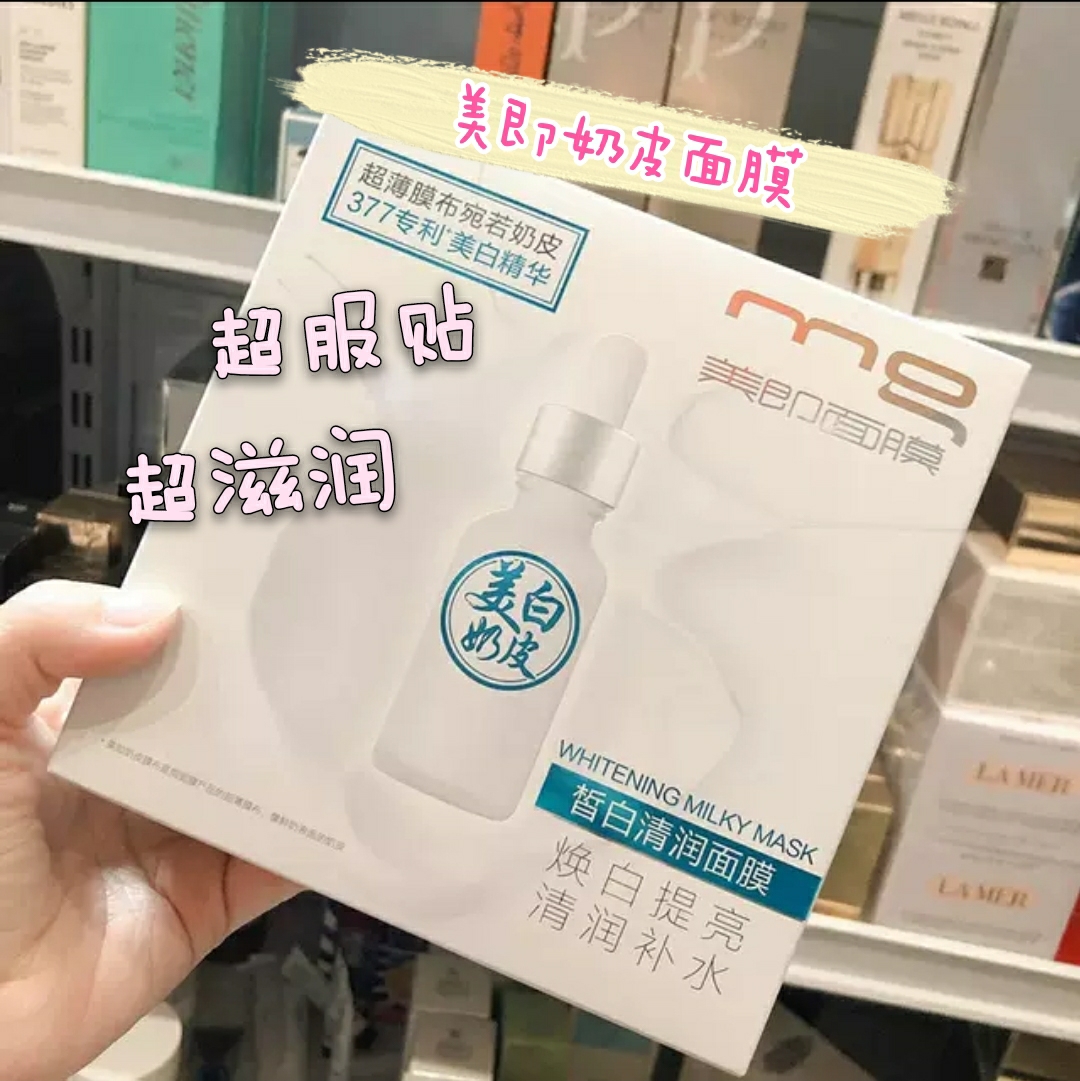 美即奶皮面膜
超薄膜布宛若奶皮
377专利*美白精华
超服贴
超滋润
mg
美即面膜
美白
奶皮
WHITENING MILKY MASK
皙白清润面膜
焕白提亮
清润补水
LA MER
LA MER